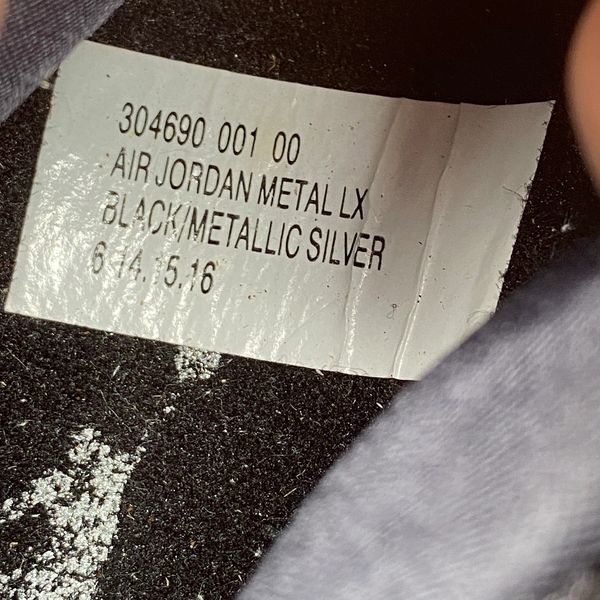 304690 001 00
AIR JORDAN METAL LX
BLACK/METALLIC SILVER
6 14.15.16